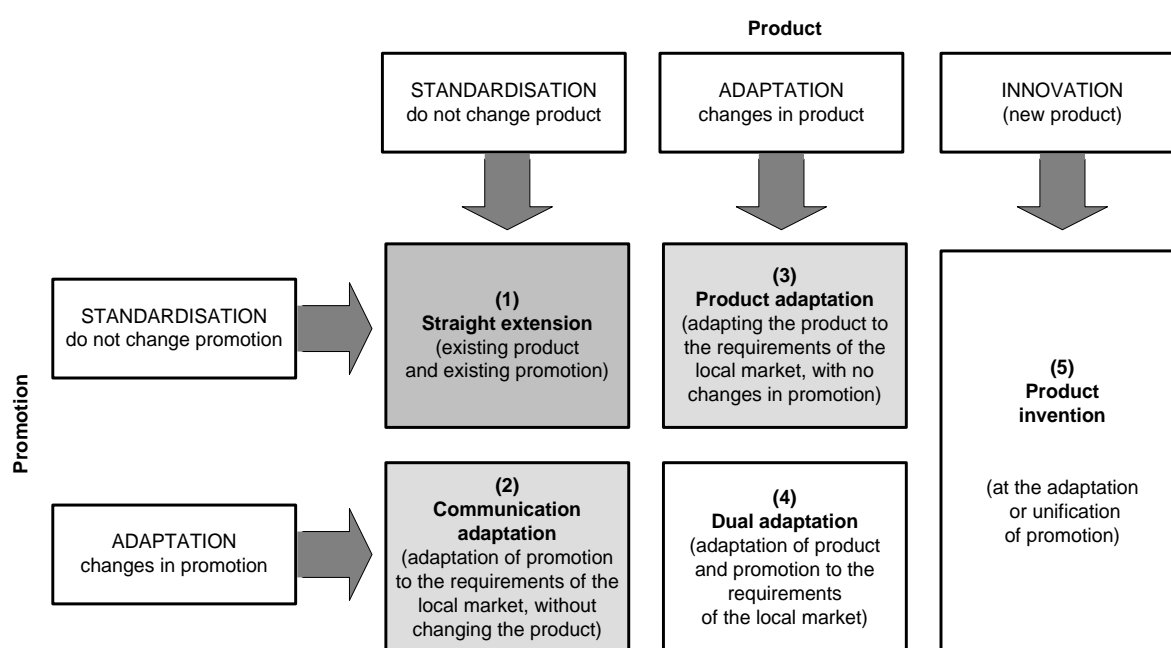 Product
STANDARDISATION
do not change product
ADAPTATION
changes in product
INNOVATION
(new product)
Promotion
STANDARDISATION
do not change promotion
(1)
Straight extension
(existing product
and existing promotion)
(3)
Product adaptation
(adapting the product to
the requirements of the
local market, with no
changes in promotion)
(5)
Product
invention
(at the adaptation
or unification
of promotion)
ADAPTATION
changes in promotion
(2)
Communication
adaptation
(adaptation of promotion
to the requirements of the
local market, without
changing the product)
(4)
Dual adaptation
(adaptation of product
and promotion to the
requirements
of the local market)